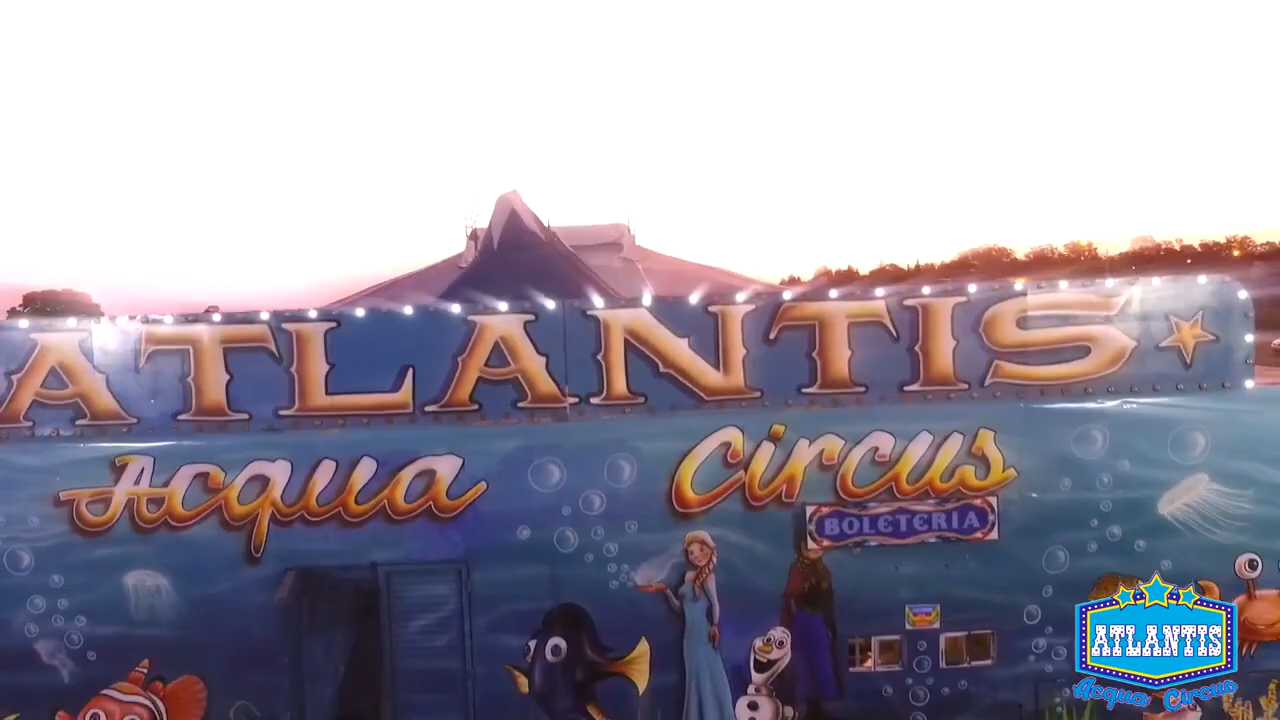 ATLANTIS
Acqua Circus
BOLETERIA
ATLANTIS
Acqua Circus